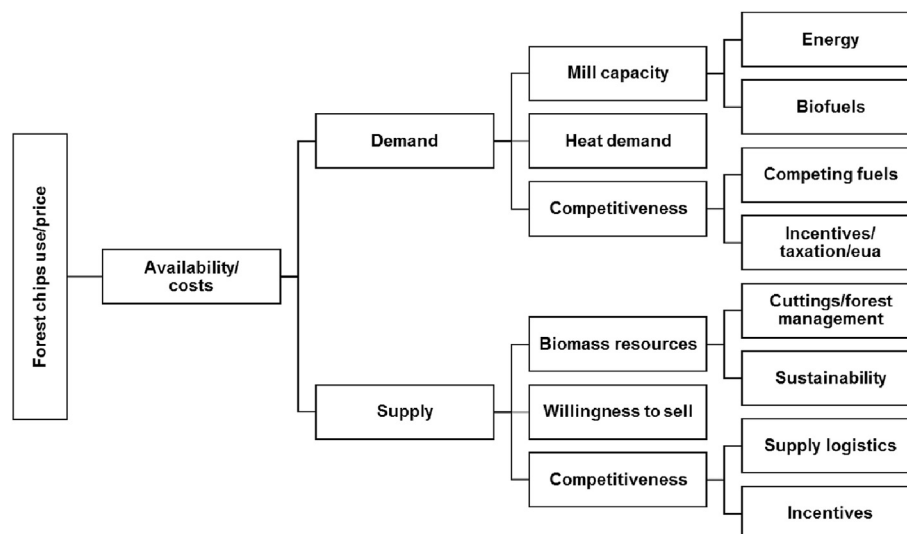 Forest chips use/price
Availability/
costs
Demand
Mill capacity
Energy
Biofuels
Heat demand
Competitiveness
Competing fuels
Incentives/
taxation/eua
Supply
Biomass resources
Cuttings/forest
management
Sustainability
Willingness to sell
Competitiveness
Supply logistics
Incentives